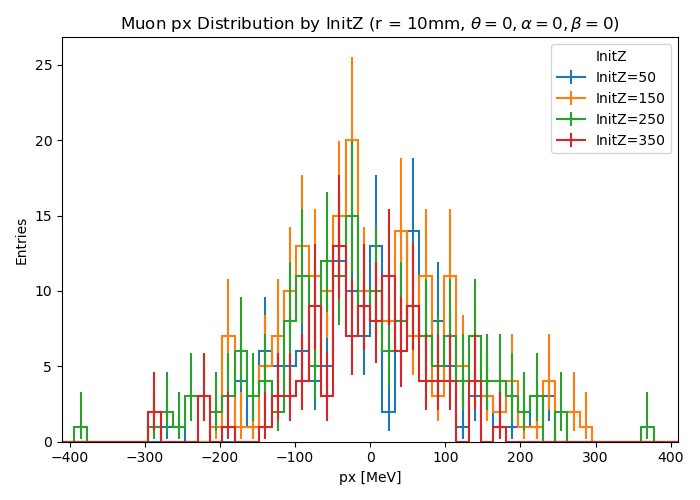 Muon px Distribution by InitZ (r = 10mm, θ = 0, α = 0, β = 0)
InitZ
InitZ=50
InitZ=150
InitZ=250
InitZ=350
Entries
25
20
15
10
5
0
−400 −300 −200 −100 0 100 200 300 400
px [MeV]